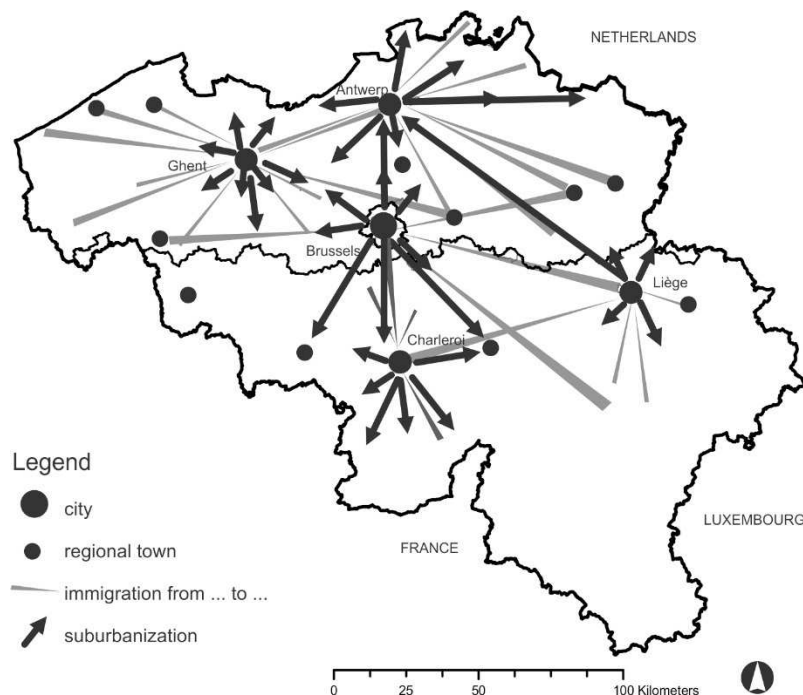 NETHERLANDS
Antwerp
Ghent
Brussels
Liège
Charleroi
Legend
city
regional town
immigration from ... to ...
suburbanization
LUXEMBOURG
FRANCE
0 25 50 100 Kilometers